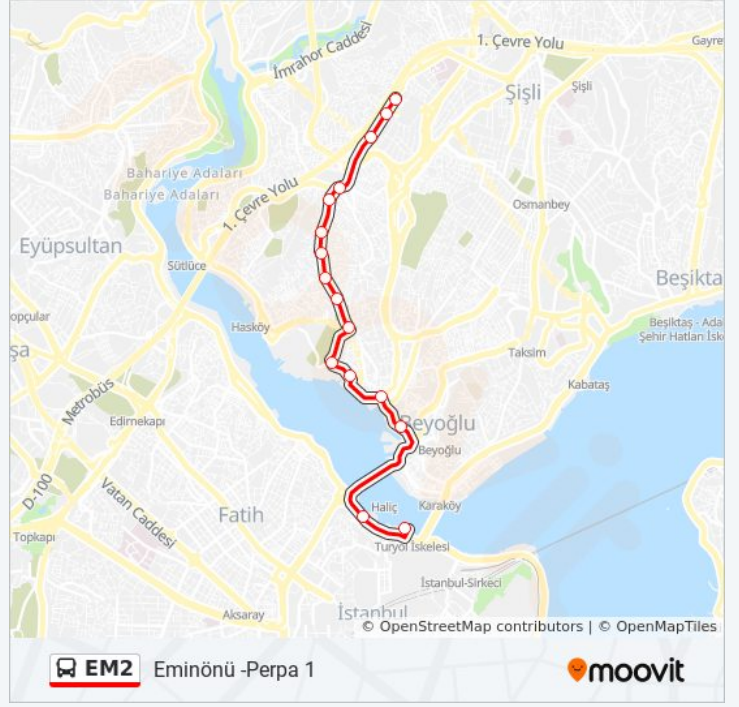 İmrahor Caddesi
1. Çevre Yolu
Gayre
Şişli
Şişli
Bahariye Adaları
Bahariye Adaları
1. Çevre Yolu
Osmanbey
Eyüpsultan
Sütlüce
Beşikta
opçular
Hasköy
Beşiktaş - Ada
Şehir Hatları İsk
şa
Taksim
Metrobüs
Kabataş
Edirnekapı
Beyoğlu
Beyoğlu
D-100
Vatan Caddesi
Fatih
Haliç
Karaköy
Topkapı
Turyol İskelesi
İstanbul-Sirkeci
Aksaray
İstanbul
© OpenStreetMap contributors | © OpenMapTiles
EM2 Eminönü -Perpa 1
moovit